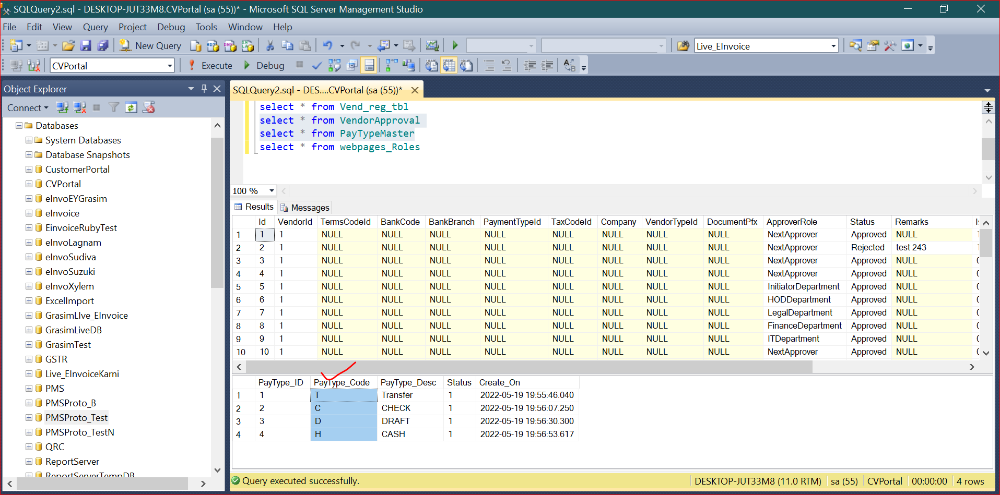 SQLQuery2.sql - DESKTOP-JUT33M8.CVPortal (sa (55))* - Microsoft SQL Server Management Studio
File Edit View Query Project Debug Tools Window Help
New Query Live_EInvoice
CVPortal Execute Debug
Object Explorer
Connect
Databases
System Databases
Database Snapshots
CustomerPortal
CVPortal
eInvoEYGrasim
eInvoice
EinvoiceRubyTest
eInvoLagnam
eInvoSudiva
eInvoSuzuki
eInvoXylem
ExcelImport
GrasimLIve_EInvoice
GrasimLiveDB
GrasimTest
GSTR
Live_EInvoiceKarni
PMS
PMSProto_B
PMSProto_Test
PMSProto_TestN
QRC
ReportServer
ReportServerTempDB
SQLQuery2.sql - DES....CVPortal (sa (55))*
select * from Vend_reg_tbl
select * from VendorApproval
select * from PayTypeMaster
select * from webpages_Roles
100 %
Results Messages
Id VendorId TermsCodeId BankCode BankBranch PaymentTypeId TaxCodeId Company VendorTypeId DocumentPfx ApproverRole Status Remarks
1 1 1 NULL NULL NULL NULL NULL NULL NULL NULL NextApprover Approved NULL
2 2 1 NULL NULL NULL NULL NULL NULL NULL NULL NextApprover Rejected test 243
3 3 1 NULL NULL NULL NULL NULL NULL NULL NULL NextApprover Approved NULL
4 4 1 NULL NULL NULL NULL NULL NULL NULL NULL NextApprover Approved NULL
5 5 1 NULL NULL NULL NULL NULL NULL NULL NULL InitiatorDepartment Approved NULL
6 6 1 NULL NULL NULL NULL NULL NULL NULL NULL HODDepartment Approved NULL
7 7 1 NULL NULL NULL NULL NULL NULL NULL NULL LegalDepartment Approved NULL
8 8 1 NULL NULL NULL NULL NULL NULL NULL NULL FinanceDepartment Approved NULL
9 9 1 NULL NULL NULL NULL NULL NULL NULL NULL ITDepartment Approved NULL
10 10 1 NULL NULL NULL NULL NULL NULL NULL NULL NextApprover Approved NULL
PayType_ID PayType_Code PayType_Desc Status Create_On
1 1 T Transfer 1 2022-05-19 19:55:46.040
2 2 C CHECK 1 2022-05-19 19:56:07.250
3 3 D DRAFT 1 2022-05-19 19:56:30.300
4 4 H CASH 1 2022-05-19 19:56:53.617
Query executed successfully. DESKTOP-JUT33M8 (11.0 RTM) sa (55) CVPortal 00:00:00 4 rows